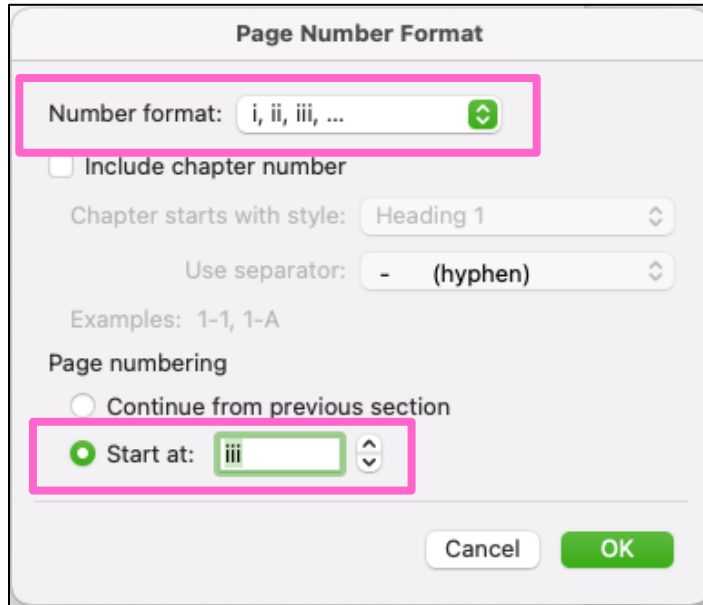 Page Number Format
Number format: i, ii, iii, ...
Include chapter number
Chapter starts with style: Heading 1
Use separator: - (hyphen)
Examples: 1-1, 1-A
Page numbering
Continue from previous section
Start at: iii
Cancel OK